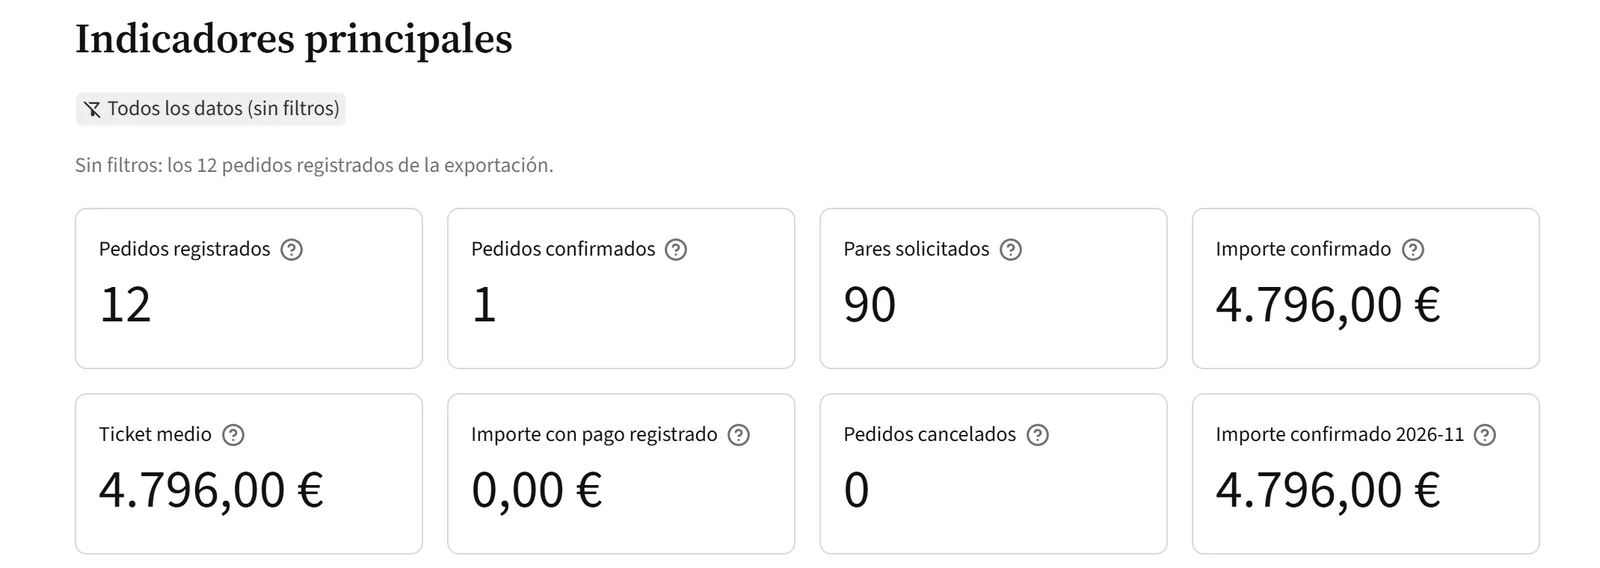 Indicadores principales
Todos los datos (sin filtros)
Sin filtros: los 12 pedidos registrados de la exportación.
Pedidos registrados
12
Pedidos confirmados
1
Pares solicitados
90
Importe confirmado
4.796,00 €
Ticket medio
4.796,00 €
Importe con pago registrado
0,00 €
Pedidos cancelados
0
Importe confirmado 2026-11
4.796,00 €